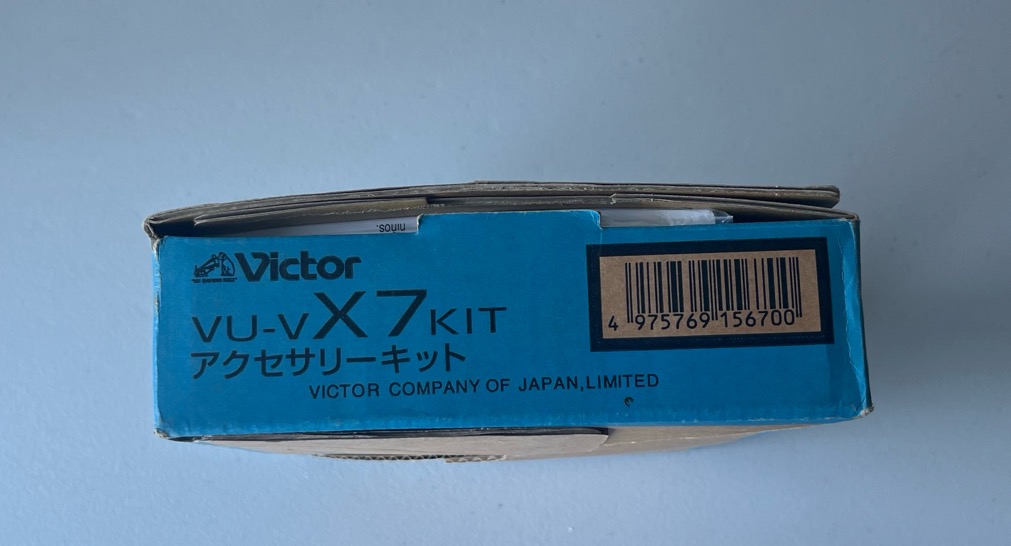 niños.
Victor
VU-VX7KIT
アクセサリーキット
VICTOR COMPANY OF JAPAN,LIMITED
4 975769 156700